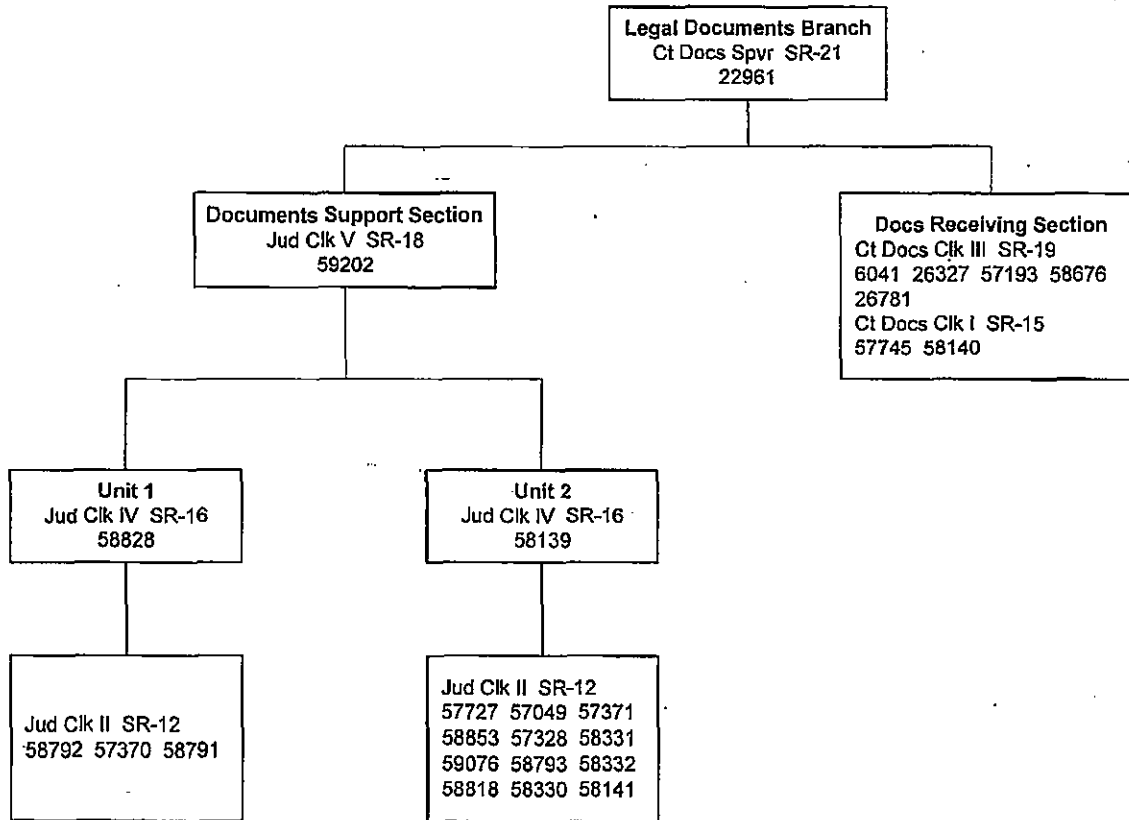 Legal Documents Branch
Ct Docs Spvr SR-21
22961
Documents Support Section
Jud Clk V SR-18
59202
Docs Receiving Section
Ct Docs Clk III SR-19
6041 26327 57193 58676
26781
Ct Docs Clk I SR-15
57745 58140
Unit 1
Jud Clk IV SR-16
58828
Unit 2
Jud Clk IV SR-16
58139
Jud Clk II SR-12
58792 57370 58791
Jud Clk II SR-12
57727 57049 57371
58853 57328 58331
59076 58793 58332
58818 58330 58141